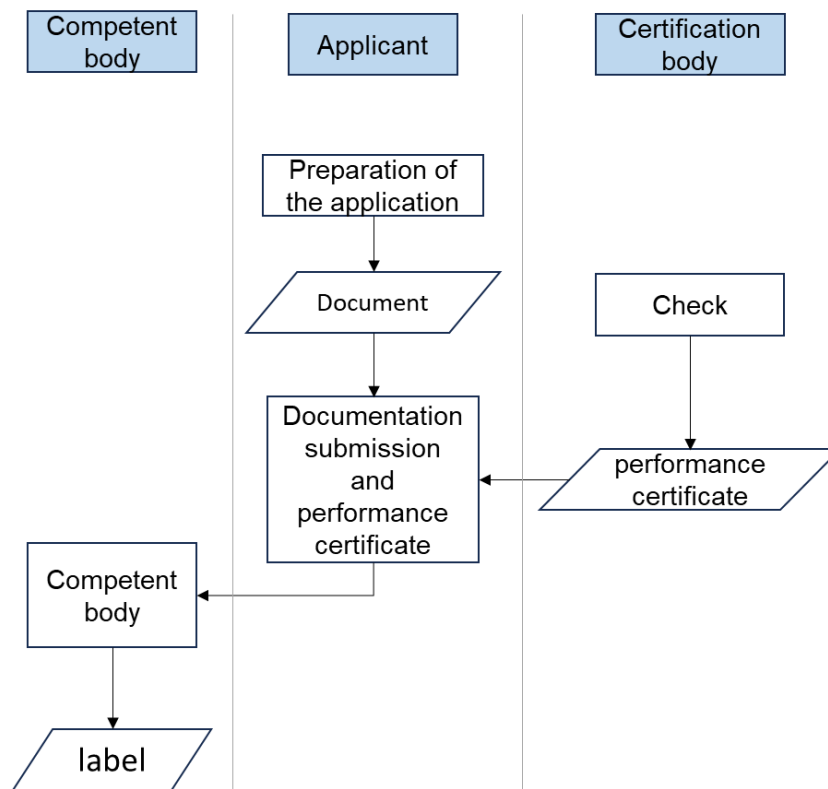 Competent
body
Applicant
Certification
body
Preparation of
the application
Document
Check
Documentation
submission
and
performance
certificate
performance
certificate
Competent
body
label